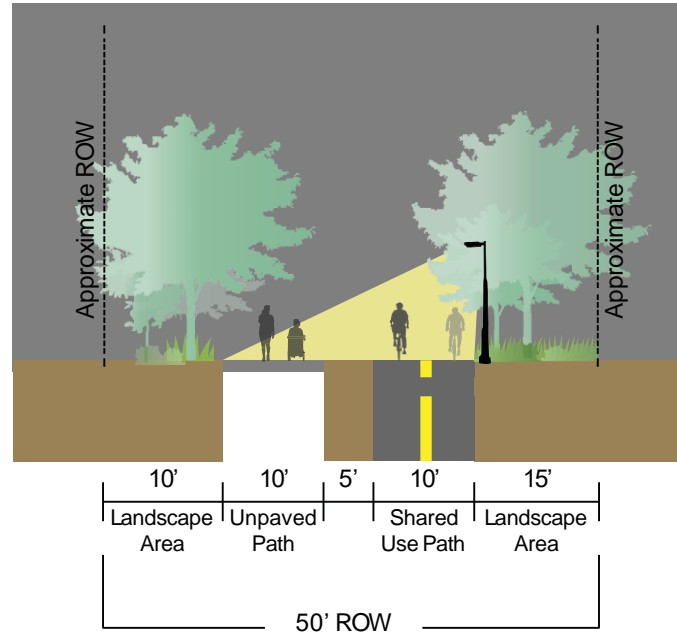 Approximate ROW
Approximate ROW
10’ 10’ 5’ 10’ 15’
Landscape Area
Unpaved Path
Shared Use Path
Landscape Area
50’ ROW